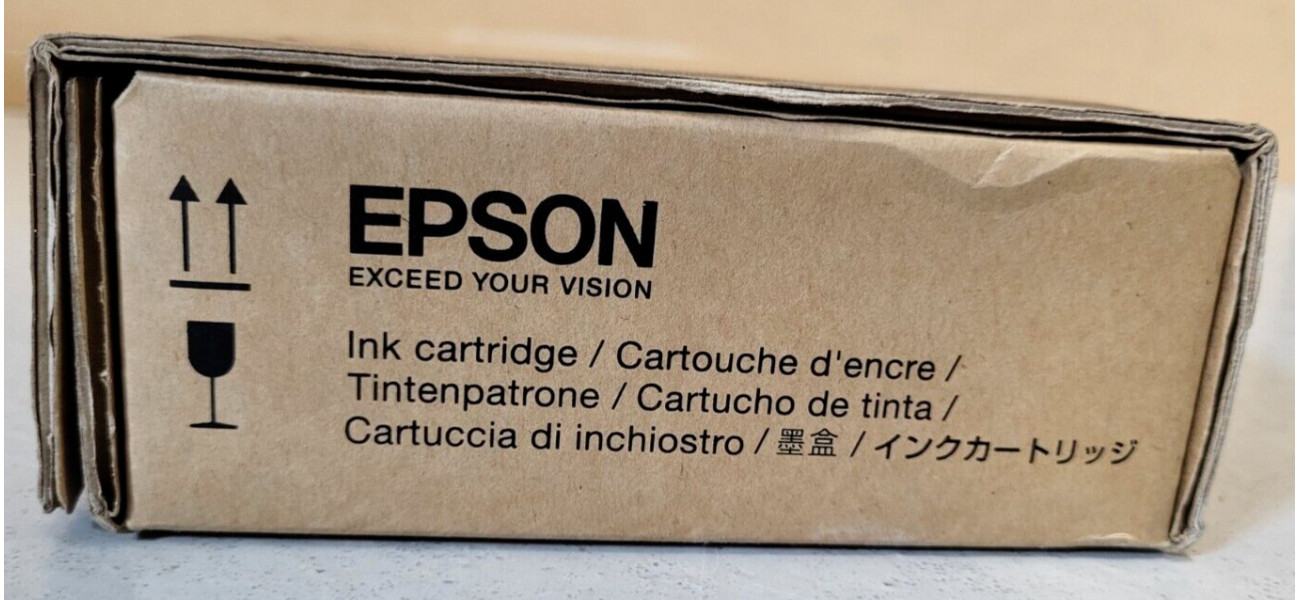 EPSON
EXCEED YOUR VISION
Ink cartridge / Cartouche d'encre /
Tintenpatrone / Cartucho de tinta /
Cartuccia di inchiostro / 墨盒 / インクカートリッジ